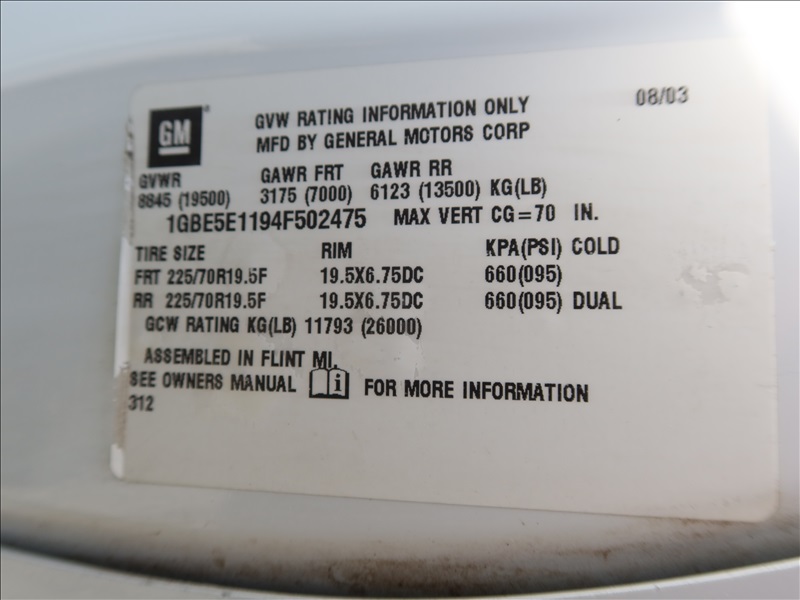 GM
GVW RATING INFORMATION ONLY
08/03
MFD BY GENERAL MOTORS CORP
GVWR GAWR FRT GAWR RR
8845 (19500) 3175 (7000) 6123 (13500) KG(LB)
1GBE5E1194F502475 MAX VERT CG=70 IN.
TIRE SIZE RIM KPA(PSI) COLD
FRT 225/70R19.5F 19.5X6.75DC 660(095)
RR 225/70R19.5F 19.5X6.75DC 660(095) DUAL
GCW RATING KG(LB) 11793 (26000)
ASSEMBLED IN FLINT MI.
SEE OWNERS MANUAL i FOR MORE INFORMATION
312